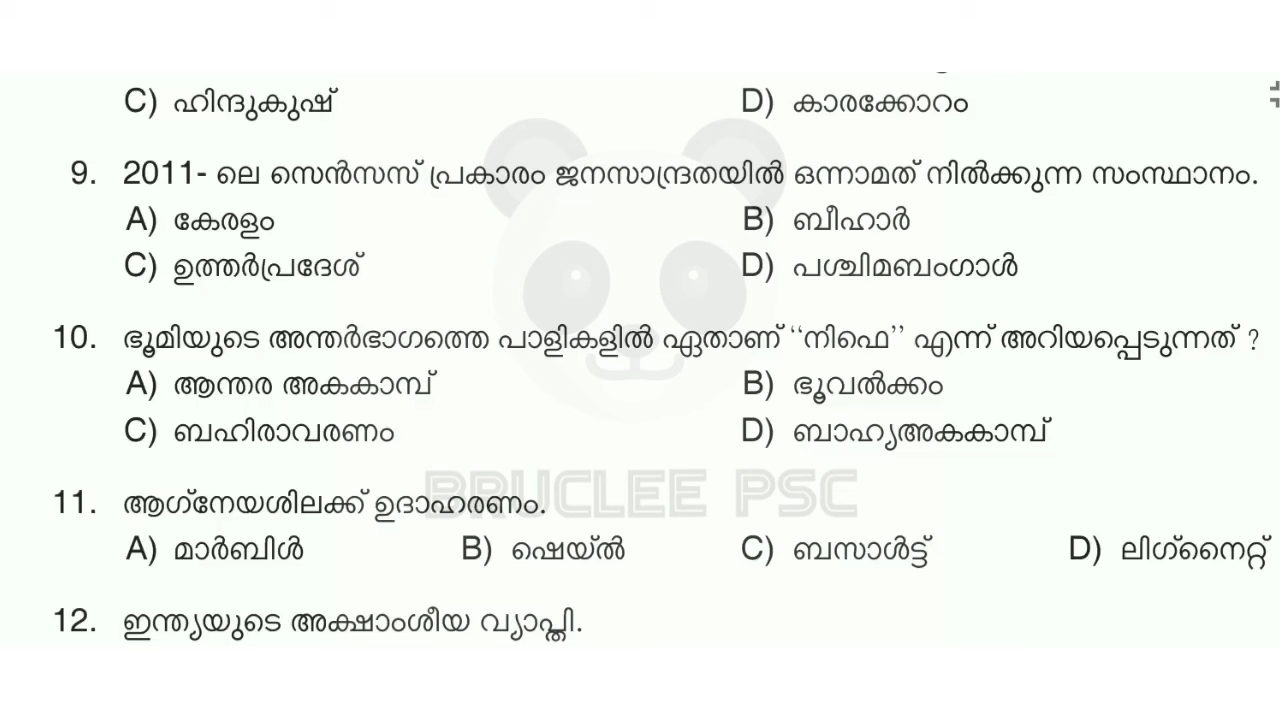 C) ഹിന്ദുകുഷ് D) കാരക്കോറം
9. 2011- ലെ സെൻസസ് പ്രകാരം ജനസാന്ദ്രതയിൽ ഒന്നാമത് നിൽക്കുന്ന സംസ്ഥാനം.
A) കേരളം B) ബീഹാർ
C) ഉത്തർപ്രദേശ് D) പശ്ചിമബംഗാൾ
10. ഭൂമിയുടെ അന്തർഭാഗത്തെ പാളികളിൽ ഏതാണ് ‘‘നിഫെ’’ എന്ന് അറിയപ്പെടുന്നത് ?
A) ആന്തര അകകാമ്പ് B) ഭൂവൽക്കം
C) ബഹിരാവരണം D) ബാഹ്യഅകകാമ്പ്
BRUCLEE PSC
11. ആഗ്നേയശിലക്ക് ഉദാഹരണം.
A) മാർബിൾ B) ഷെയ്ൽ C) ബസാൾട്ട് D) ലിഗ്നൈറ്റ്
12. ഇന്ത്യയുടെ അക്ഷാംശീയ വ്യാപ്തി.